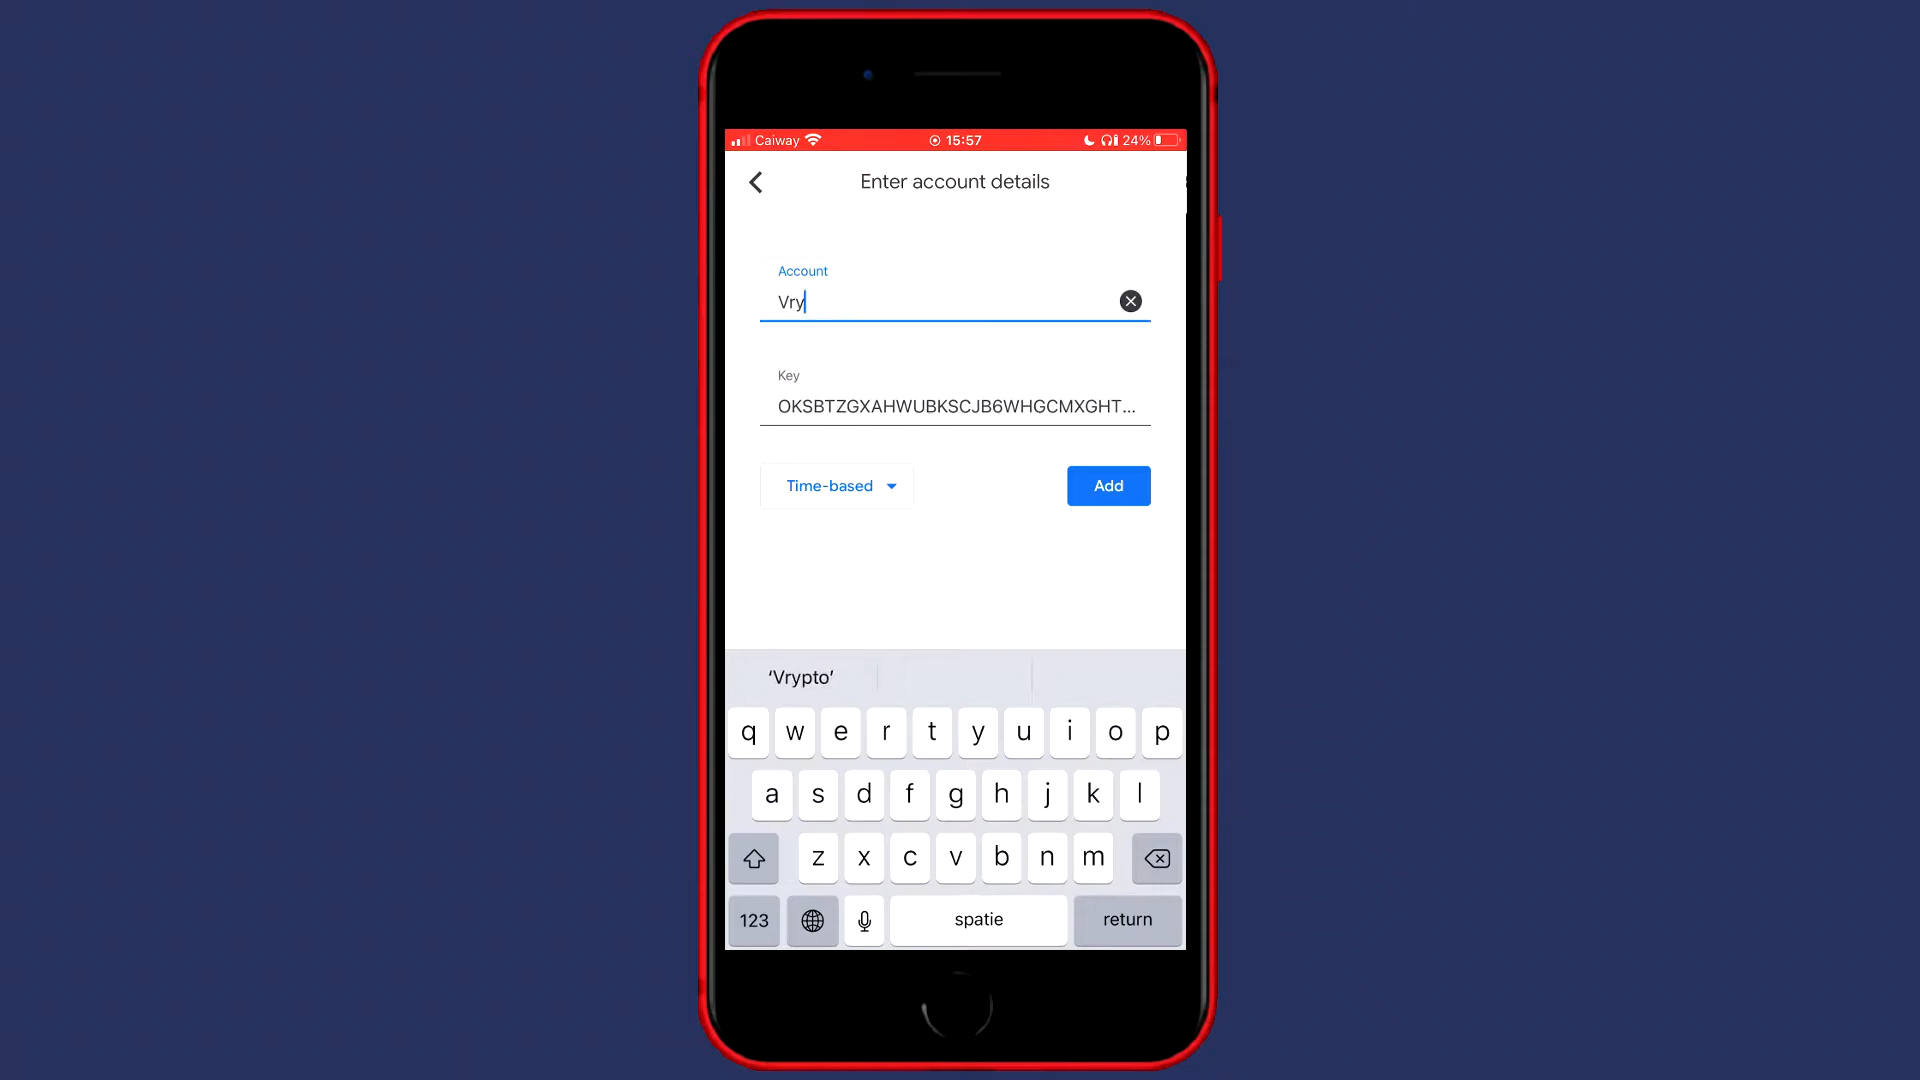 Caiway 15:57 24%
Enter account details
Account
Vry
Key
OKSBTZGXAHWUBKSCJB6WHGCMXGHT...
Time-based Add
‘Vrypto’
q w e r t y u i o p
a s d f g h j k l
z x c v b n m
123 spatie return